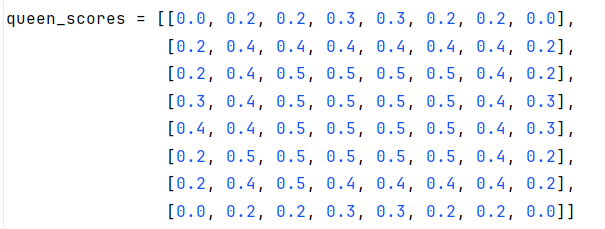 queen_scores = [[0.0, 0.2, 0.2, 0.3, 0.3, 0.2, 0.2, 0.0],
[0.2, 0.4, 0.4, 0.4, 0.4, 0.4, 0.4, 0.2],
[0.2, 0.4, 0.5, 0.5, 0.5, 0.5, 0.4, 0.2],
[0.3, 0.4, 0.5, 0.5, 0.5, 0.5, 0.4, 0.3],
[0.4, 0.4, 0.5, 0.5, 0.5, 0.5, 0.4, 0.3],
[0.2, 0.5, 0.5, 0.5, 0.5, 0.5, 0.4, 0.2],
[0.2, 0.4, 0.5, 0.4, 0.4, 0.4, 0.4, 0.2],
[0.0, 0.2, 0.2, 0.3, 0.3, 0.2, 0.2, 0.0]]